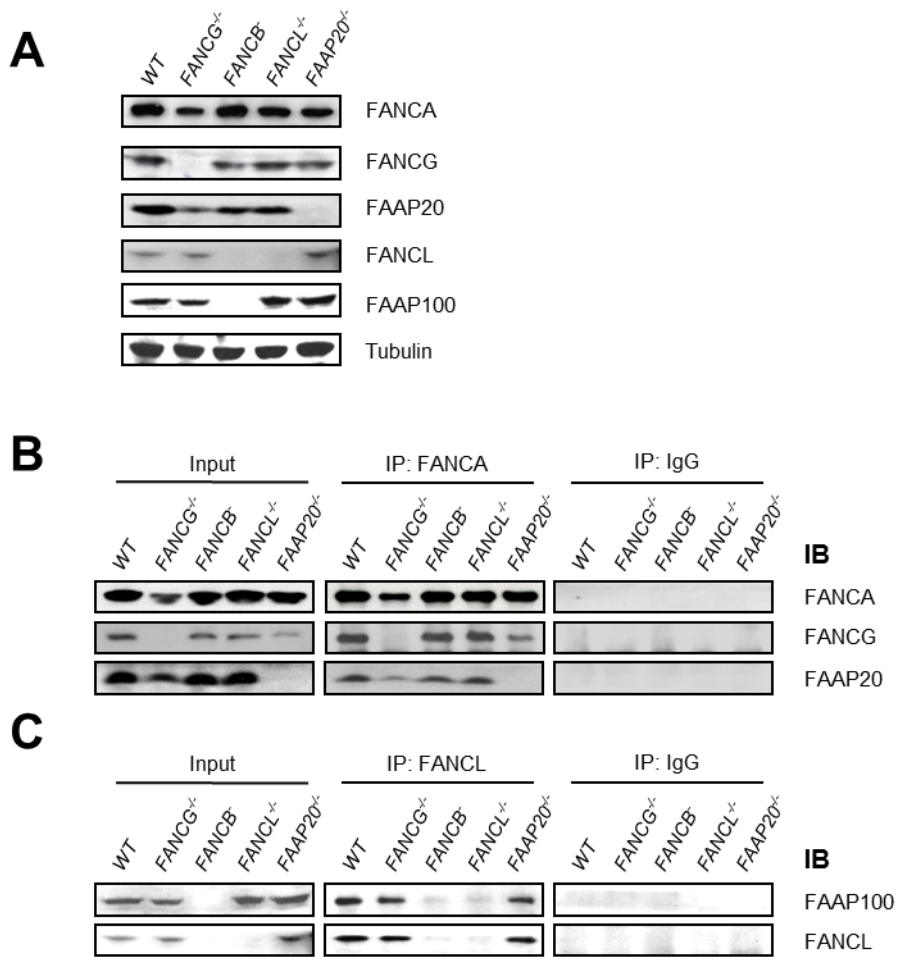 A
WT FANCG-/- FANCB- FANCL-/- FAAP20-/-
FANCA
FANCG
FAAP20
FANCL
FAAP100
Tubulin
B
Input IP: FANCA IP: IgG
WT FANCG-/- FANCB- FANCL-/- FAAP20-/- WT FANCG-/- FANCB- FANCL-/- FAAP20-/- WT FANCG-/- FANCB- FANCL-/- FAAP20-/- IB
FANCA
FANCG
FAAP20
C
Input IP: FANCL IP: IgG
WT FANCG-/- FANCB- FANCL-/- FAAP20-/- WT FANCG-/- FANCB- FANCL-/- FAAP20-/- WT FANCG-/- FANCB- FANCL-/- FAAP20-/- IB
FAAP100
FANCL